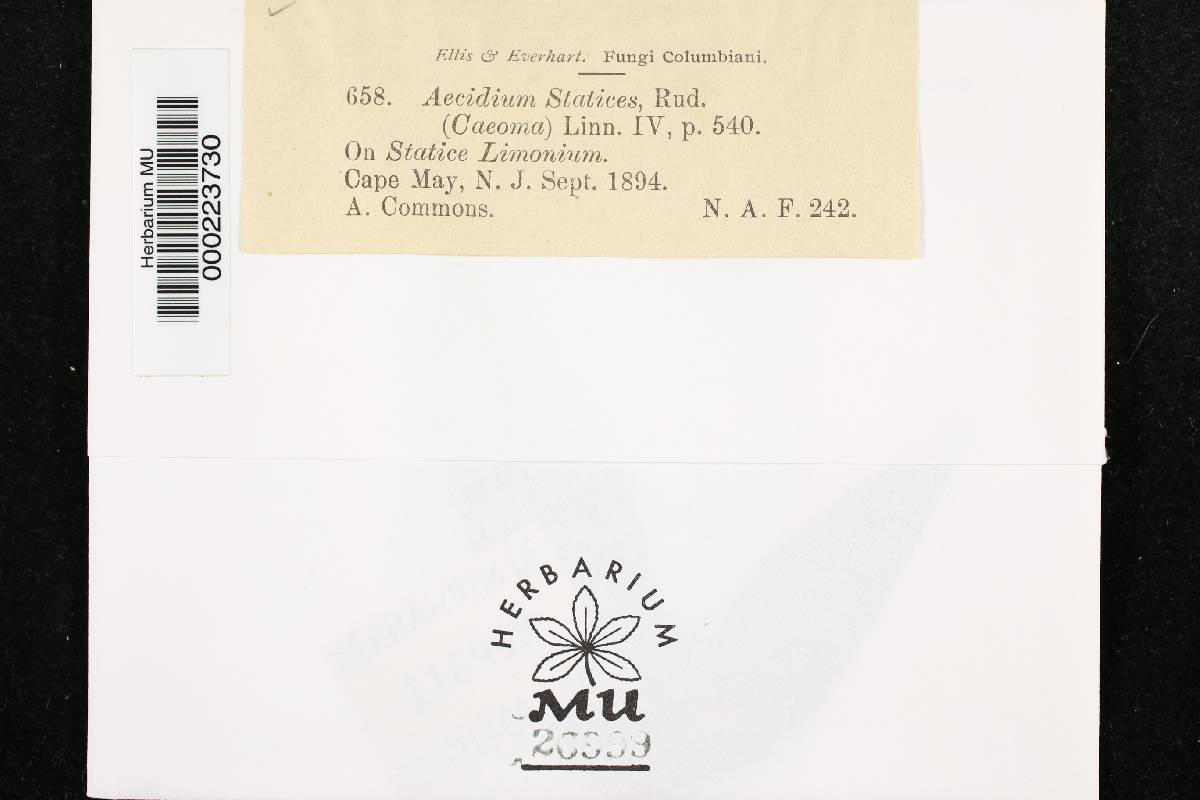 Ellis & Everhart. Fungi Columbiani.
658. Aecidium Statices, Rud.
(Caeoma) Linn. IV, p. 540.
On Statice Limonium.
Cape May, N. J. Sept. 1894.
A. Commons. N. A. F. 242.
Herbarium MU
000223730
HERBARIUM
MU